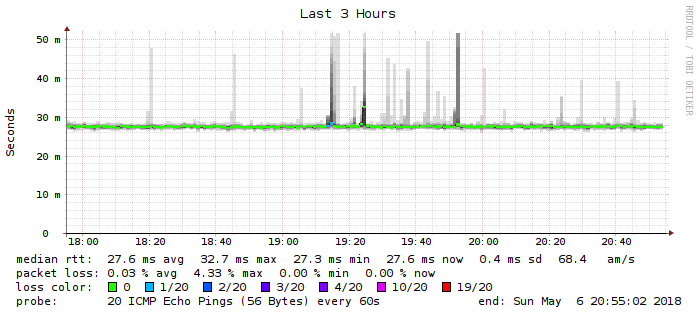 Last 3 Hours
RRDTOOL / TOBI OETIKER
Seconds
50 m
40 m
30 m
20 m
10 m
0
18:00 18:20 18:40 19:00 19:20 19:40 20:00 20:20 20:40
median rtt: 27.6 ms avg 32.7 ms max 27.3 ms min 27.6 ms now 0.4 ms sd 68.4 am/s
packet loss: 0.03 % avg 4.33 % max 0.00 % min 0.00 % now
loss color: 0 1/20 2/20 3/20 4/20 10/20 19/20
probe: 20 ICMP Echo Pings (56 Bytes) every 60s end: Sun May 6 20:55:02 2018